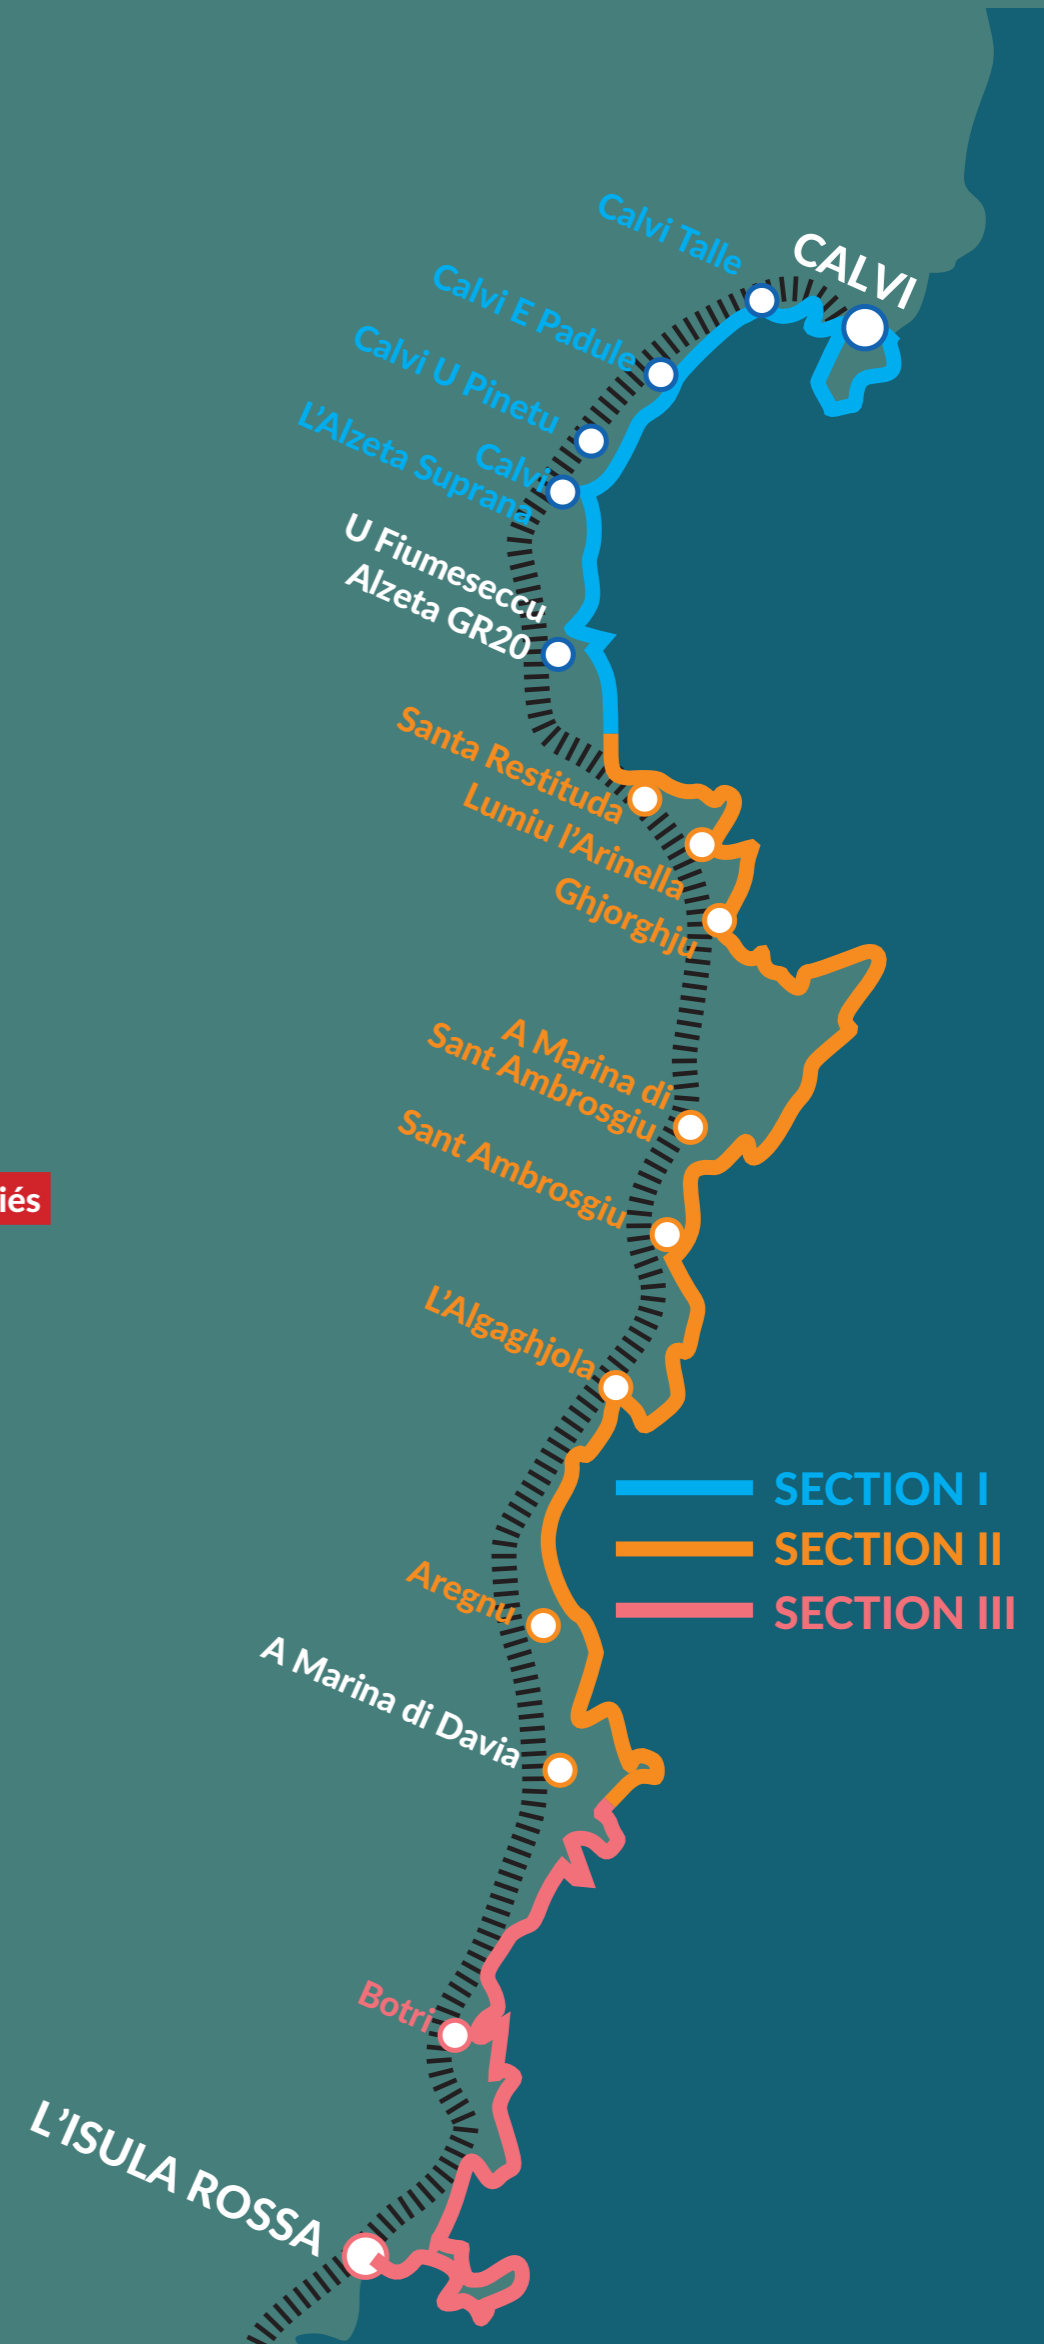 Calvi Talle
CALVI
Calvi E Padule
Calvi U Pinetu
Calvi
L'Alzeta Suprana
U Fiumeseccu
Alzeta GR20
Santa Restituda
Lumiu l'Arinella
Ghjorghju
A Marina di
Sant Ambrosgiu
Sant Ambrosgiu
iés
L'Algaghjola
SECTION I
SECTION II
SECTION III
Aregnu
A Marina di Davia
Botri
L'ISULA ROSSA